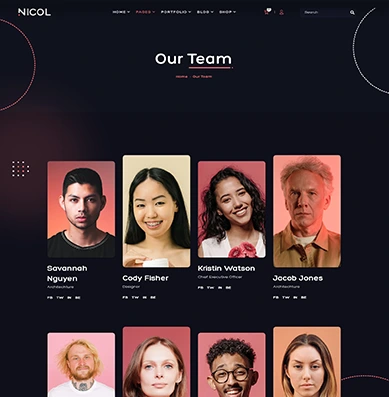 NICOL
HOME PAGES PORTFOLIO BLOG SHOP
Search
Our Team
Home Our Team
Savannah
Nguyen
Architechture
FB TW IN BE
Cody Fisher
Designer
FB TW IN BE
Kristin Watson
Chief Executive Officer
FB TW IN BE
Jacob Jones
Architechture
FB TW IN BE